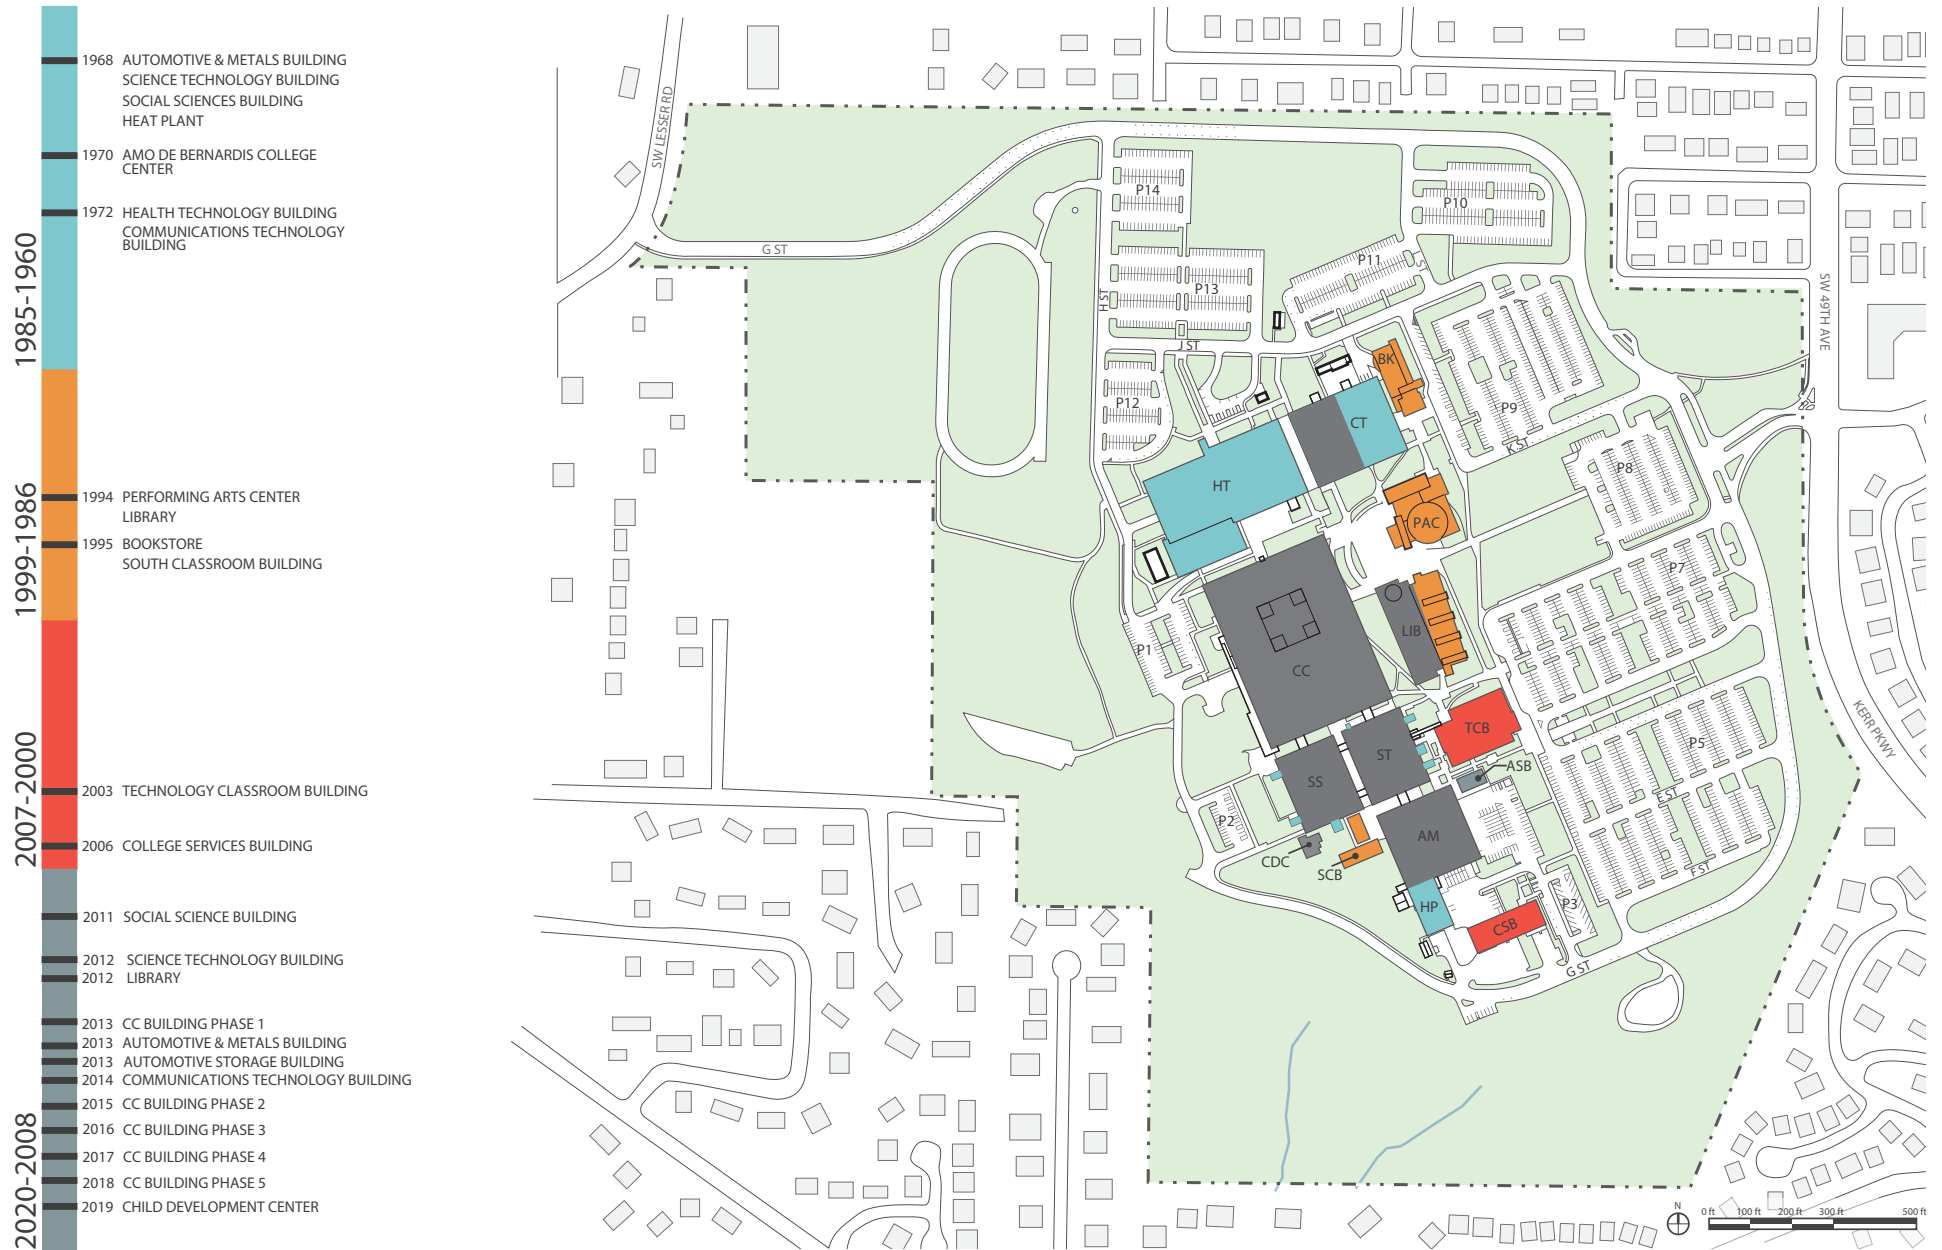 1985-1960
1968 AUTOMOTIVE & METALS BUILDING
SCIENCE TECHNOLOGY BUILDING
SOCIAL SCIENCES BUILDING
HEAT PLANT
1970 AMO DE BERNARDIS COLLEGE
CENTER
1972 HEALTH TECHNOLOGY BUILDING
COMMUNICATIONS TECHNOLOGY
BUILDING
1999-1986
1994 PERFORMING ARTS CENTER
LIBRARY
1995 BOOKSTORE
SOUTH CLASSROOM BUILDING
2007-2000
2003 TECHNOLOGY CLASSROOM BUILDING
2006 COLLEGE SERVICES BUILDING
2020-2008
2011 SOCIAL SCIENCE BUILDING
2012 SCIENCE TECHNOLOGY BUILDING
2012 LIBRARY
2013 CC BUILDING PHASE 1
2013 AUTOMOTIVE & METALS BUILDING
2013 AUTOMOTIVE STORAGE BUILDING
2014 COMMUNICATIONS TECHNOLOGY BUILDING
2015 CC BUILDING PHASE 2
2016 CC BUILDING PHASE 3
2017 CC BUILDING PHASE 4
2018 CC BUILDING PHASE 5
2019 CHILD DEVELOPMENT CENTER
SW LESSER RD
G ST
P14
P10
P11
J ST
P13
H ST
J ST
SW 49TH AVE
BK
P12
P9
CT
K ST
P8
HT
PAC
P7
LIB
P1
CC
KERR PKWY
TCB
P5
ST
ASB
SS
E ST
P2
AM
CDC
SCB
F ST
HP
P3
CSB
G ST
N
0 ft 100 ft 200 ft 300 ft 500 ft